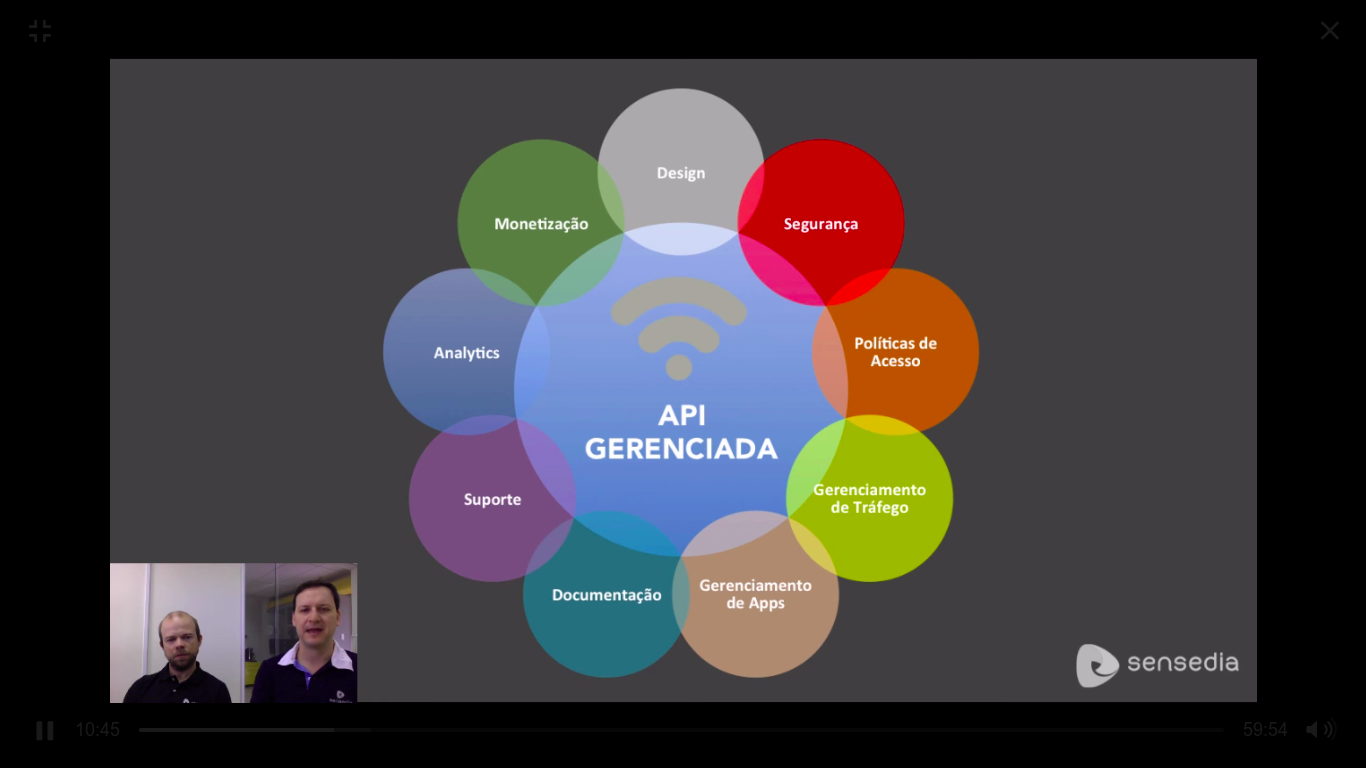 Design
Monetização
Segurança
Analytics
Políticas de
Acesso
API
GERENCIADA
Suporte
Gerenciamento
de Tráfego
Documentação
Gerenciamento
de Apps
sensedia
10:45
59:54